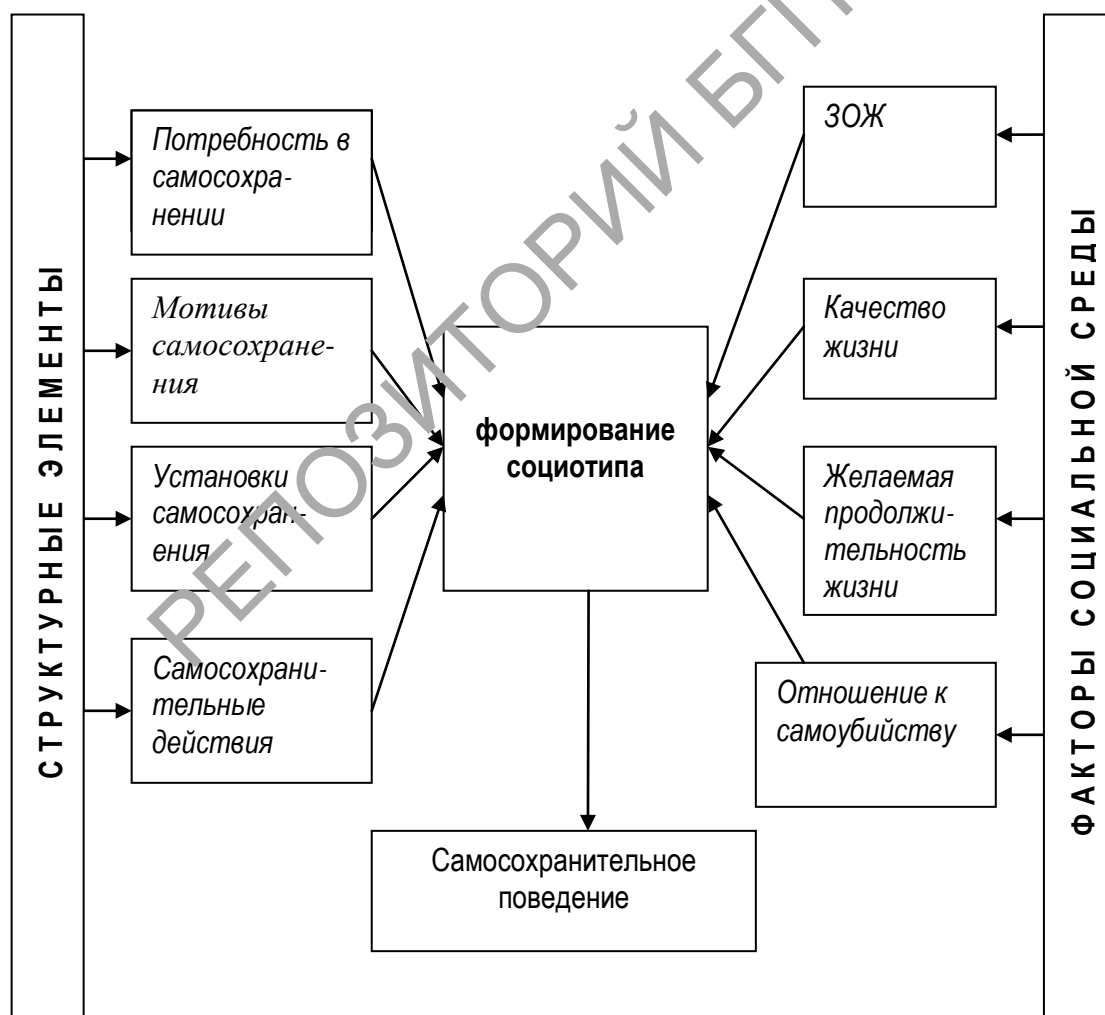 СТРУКТУРНЫЕ ЭЛЕМЕНТЫ
Потребность в
самосохра-
нении
Мотивы
самосохране-
ния
Установки
самосохран-
ения
Самосохрани-
тельные
действия
формирование
социотипа
Самосохранительное
поведение
ЗОЖ
Качество
жизни
Желаемая
продолжи-
тельность
жизни
Отношение к
самоубийству
ФАКТОРЫ СОЦИАЛЬНОЙ СРЕДЫ
РЕПОЗИТОРИЙ